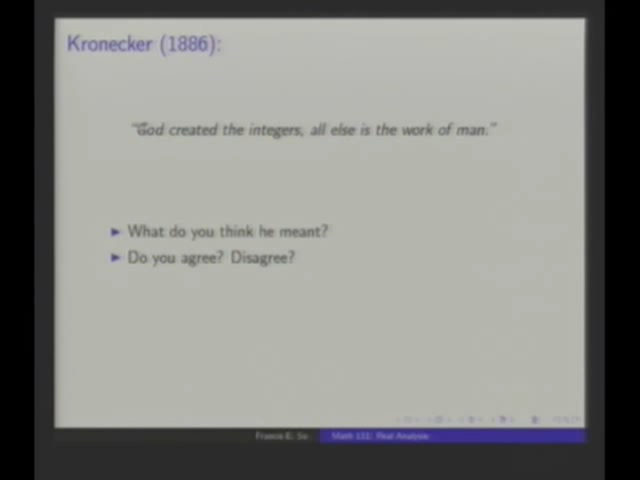 Kronecker (1886):
"God created the integers, all else is the work of man."
► What do you think he meant?
► Do you agree? Disagree?
Francis E. Su
Math 131: Real Analysis